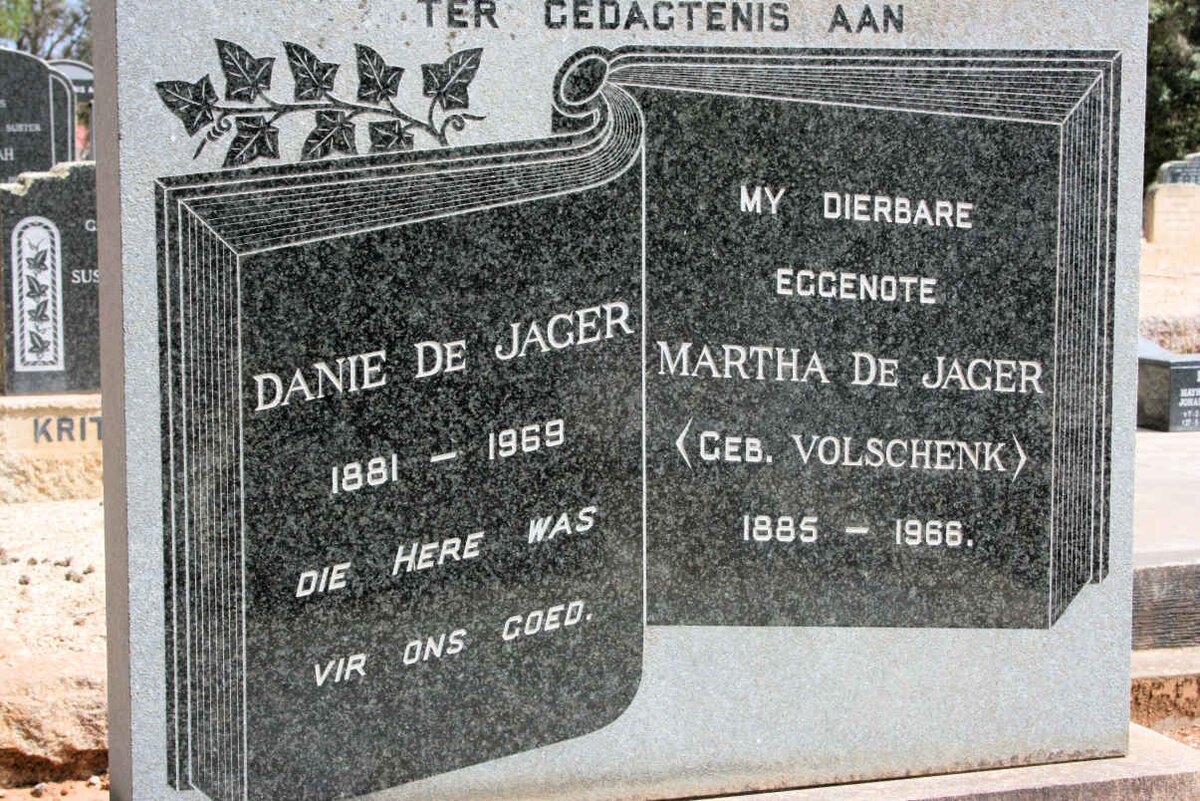 TER GEDAGTENIS AAN
DANIE DE JAGER
1881 – 1969
DIE HERE WAS
VIR ONS GOED.
MY DIERBARE
EGGENOTE
MARTHA DE JAGER
(GEB. VOLSCHENK)
1885 – 1966.
SUSTER
KRIT